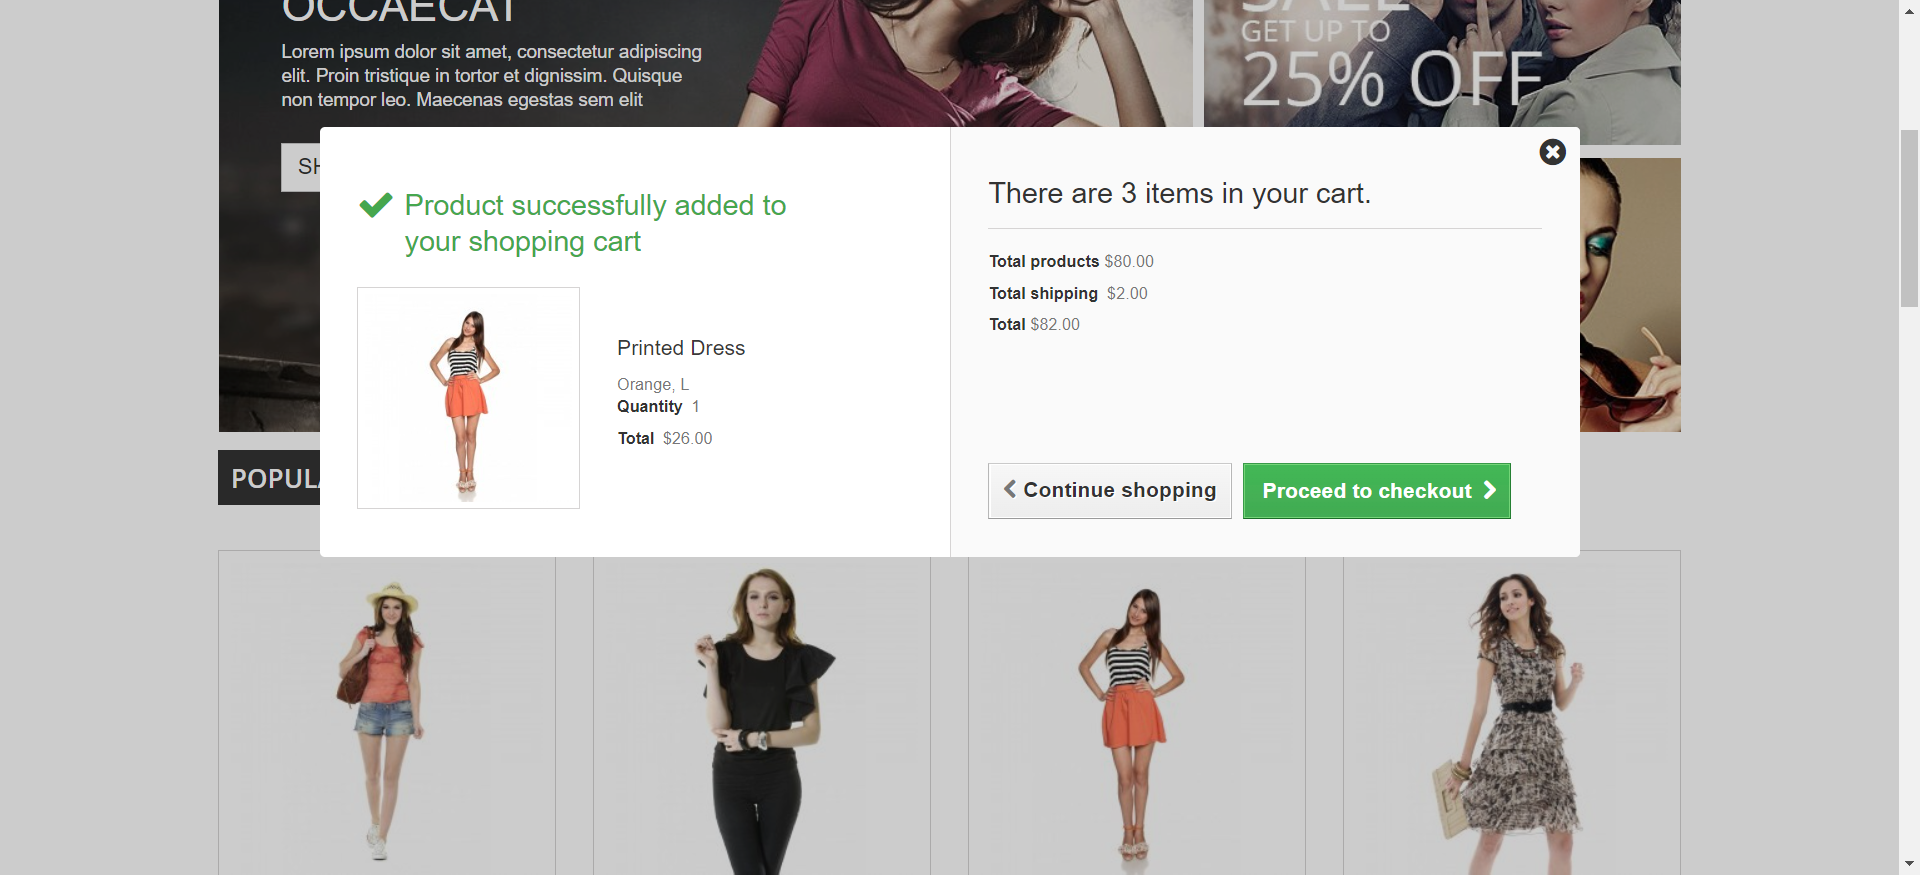 OCCAECAT
Lorem ipsum dolor sit amet, consectetur adipiscing
elit. Proin tristique in tortor et dignissim. Quisque
non tempor leo. Maecenas egestas sem elit
SH
SALE
GET UP TO
25% OFF
Product successfully added to
your shopping cart
Printed Dress
Orange, L
Quantity 1
Total $26.00
There are 3 items in your cart.
Total products $80.00
Total shipping $2.00
Total $82.00
Continue shopping
Proceed to checkout
POPULA